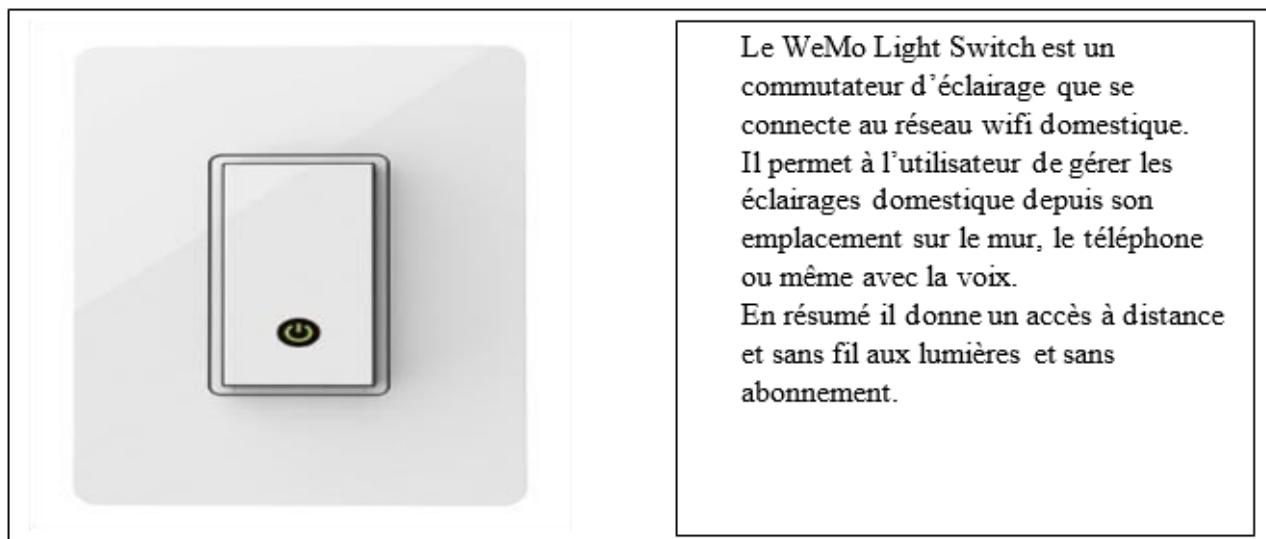 Le WeMo Light Switch est un
commutateur d’éclairage que se
connecte au réseau wifi domestique.
Il permet à l’utilisateur de gérer les
éclairages domestique depuis son
emplacement sur le mur, le téléphone
ou même avec la voix.
En résumé il donne un accès à distance
et sans fil aux lumières et sans
abonnement.